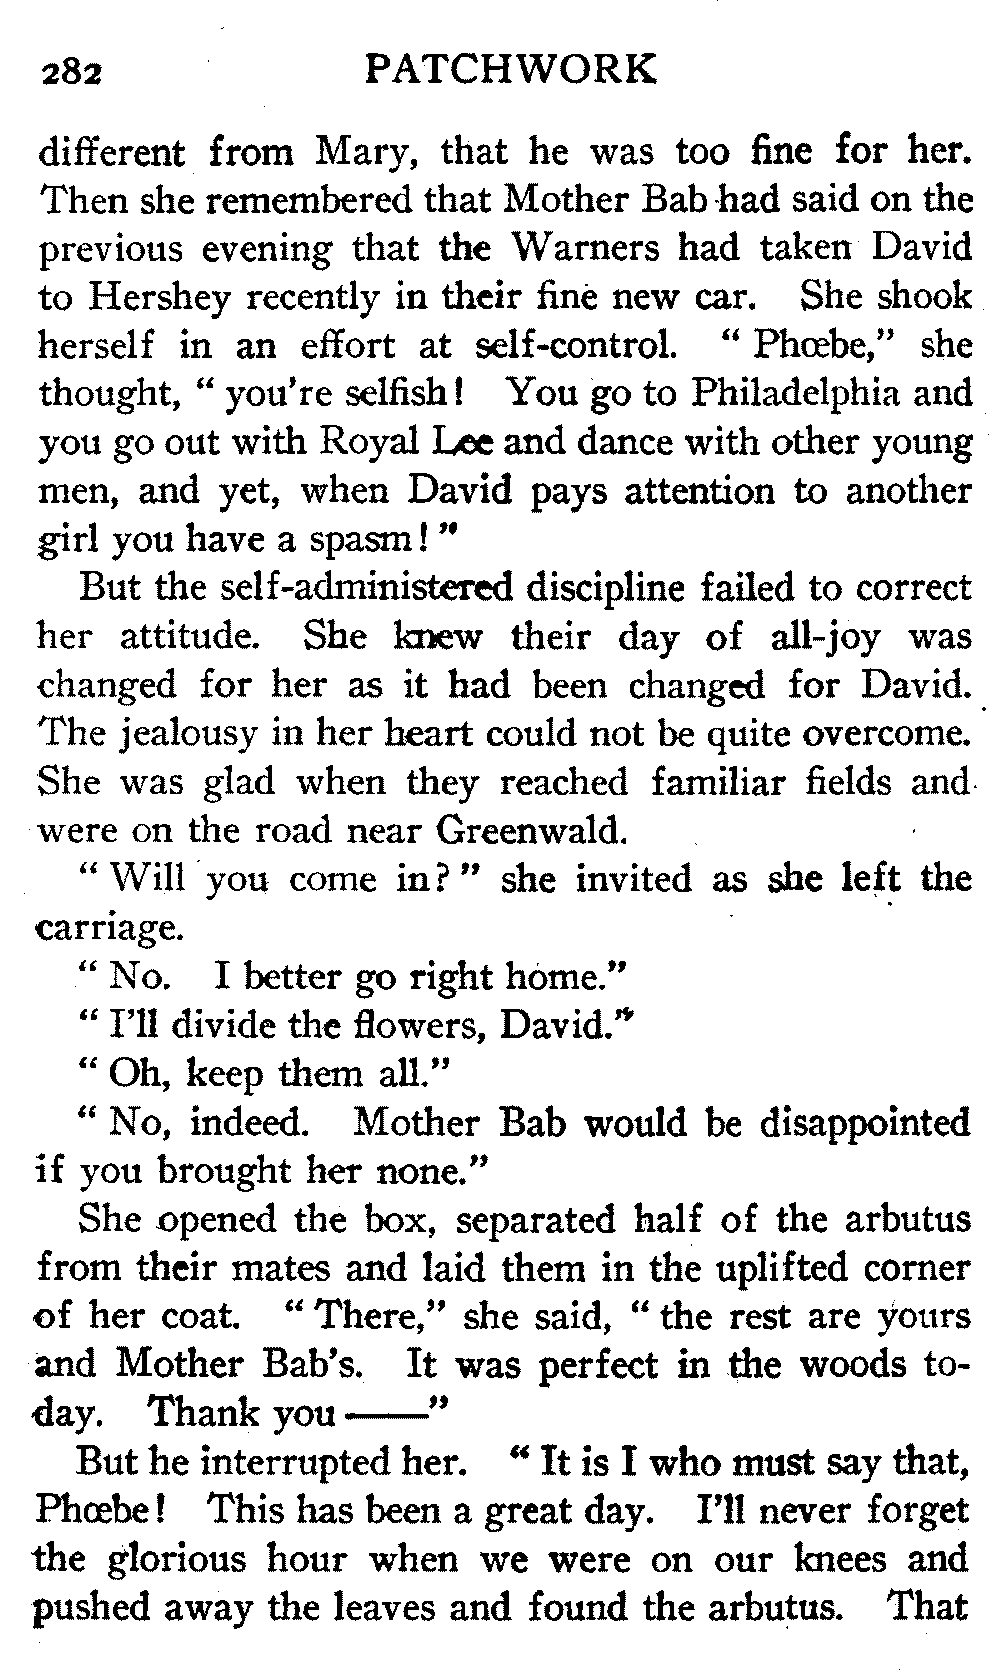 282 PATCHWORK
different from Mary, that he was too fine for her.
Then she remembered that Mother Bab had said on the
previous evening that the Warners had taken David
to Hershey recently in their fine new car. She shook
herself in an effort at self-control. “ Phœbe,” she
thought, “ you’re selfish! You go to Philadelphia and
you go out with Royal Lee and dance with other young
men, and yet, when David pays attention to another
girl you have a spasm! ”
But the self-administered discipline failed to correct
her attitude. She knew their day of all-joy was
changed for her as it had been changed for David.
The jealousy in her heart could not be quite overcome.
She was glad when they reached familiar fields and
were on the road near Greenwald.
“ Will you come in? ” she invited as she left the
carriage.
“ No. I better go right home.”
“ I’ll divide the flowers, David.”
“ Oh, keep them all.”
“ No, indeed. Mother Bab would be disappointed
if you brought her none.”
She opened the box, separated half of the arbutus
from their mates and laid them in the uplifted corner
of her coat. “ There,” she said, “ the rest are yours
and Mother Bab’s. It was perfect in the woods to-
day. Thank you ——”
But he interrupted her. “ It is I who must say that,
Phœbe! This has been a great day. I’ll never forget
the glorious hour when we were on our knees and
pushed away the leaves and found the arbutus. That